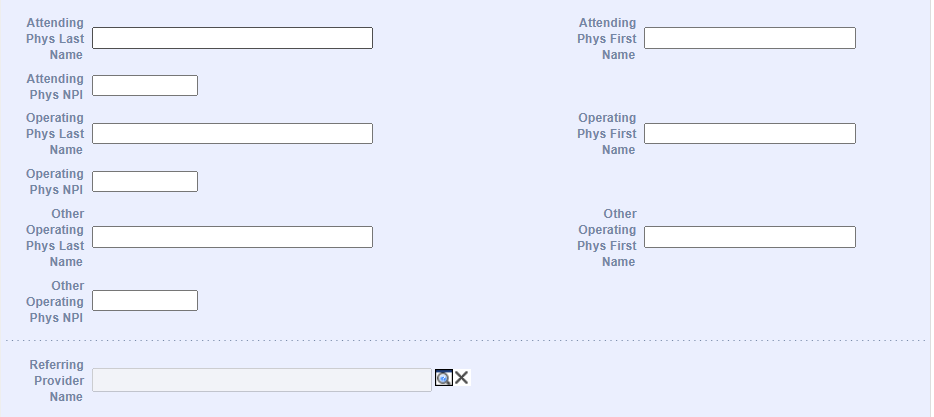 Attending
Phys Last
Name
Attending
Phys First
Name
Attending
Phys NPI
Operating
Phys Last
Name
Operating
Phys First
Name
Operating
Phys NPI
Other
Operating
Phys Last
Name
Other
Operating
Phys First
Name
Other
Operating
Phys NPI
Referring
Provider
Name